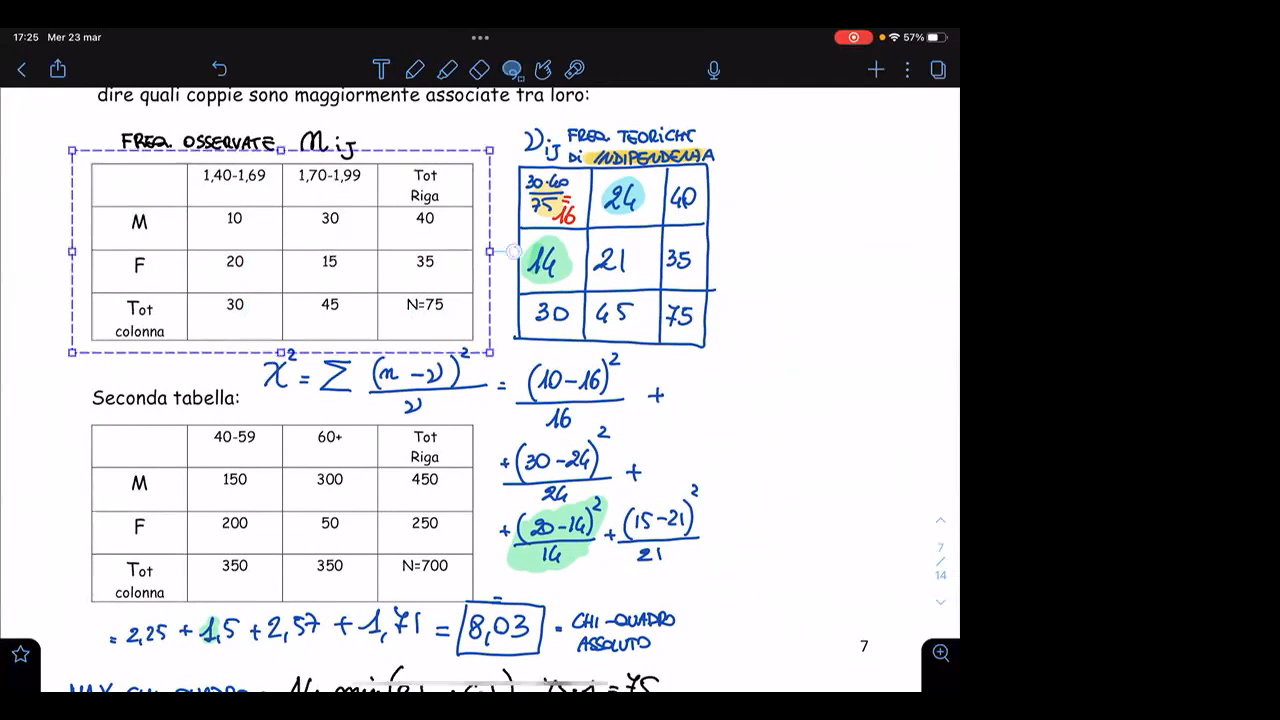 17:25 Mer 23 mar
57%
dire quali coppie sono maggiormente associate tra loro:
FREQ. OSSERVATE n ij
1,40-1,69 1,70-1,99 Tot Riga
M 10 30 40
F 20 15 35
Tot colonna 30 45 N=75
ν ij FREQ. TEORICHE
DI INDIPENDENZA
30·40 / 75 = 16 24 40
14 21 35
30 45 75
χ² = Σ (n - ν)² / ν = (10-16)² / 16 +
+ (30-24)² / 24 +
+ (20-14)² / 14 + (15-21)² / 21
Seconda tabella:
40-59 60+ Tot Riga
M 150 300 450
F 200 50 250
Tot colonna 350 350 N=700
=
= 2,25 + 1,5 + 2,57 + 1,71 = 8,03 = CHI-QUADRO
ASSOLUTO
7
7
/
14